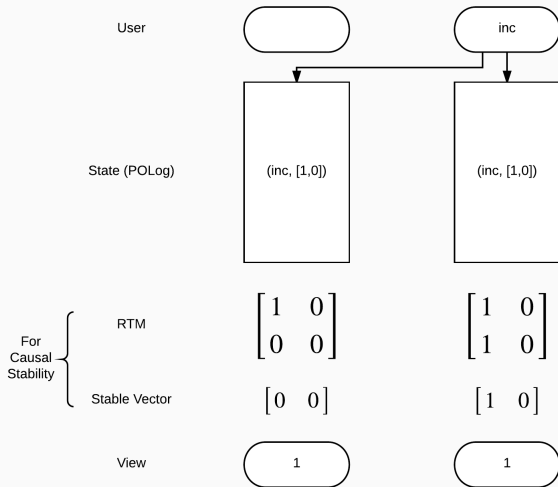 User inc
State (POLog) (inc, [1,0]) (inc, [1,0])
For
Causal
Stability
RTM
1 0
0 0
1 0
1 0
Stable Vector [0 0] [1 0]
View 1 1